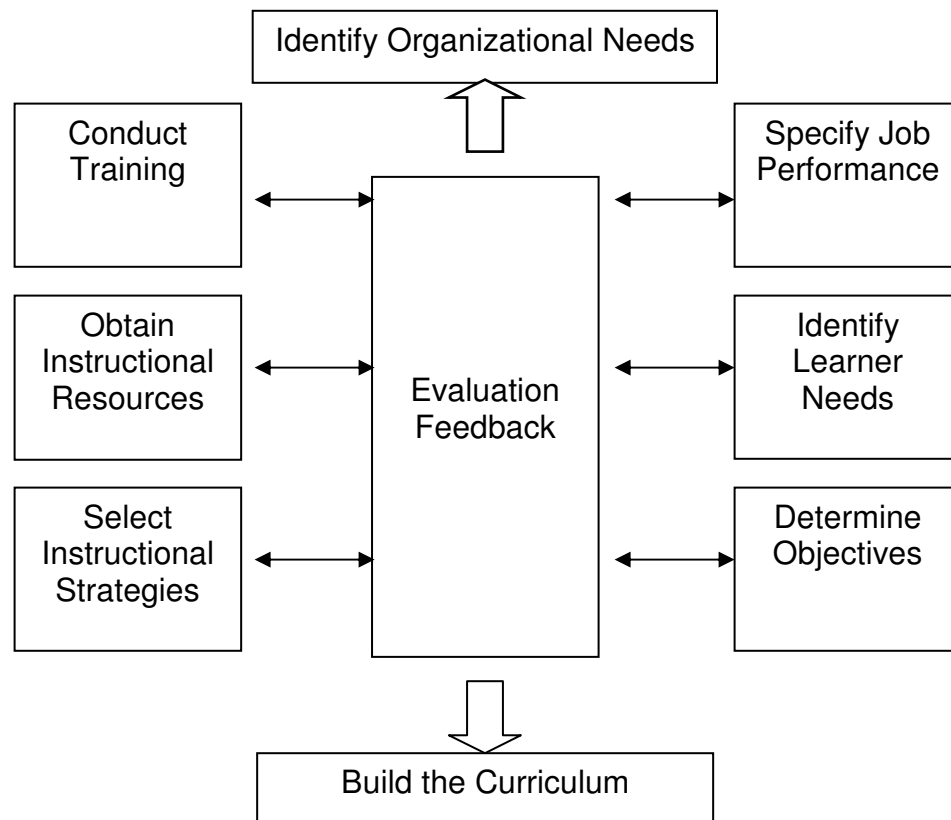 Identify Organizational Needs
Conduct
Training
Specify Job
Performance
Obtain
Instructional
Resources
Evaluation
Feedback
Identify
Learner
Needs
Select
Instructional
Strategies
Determine
Objectives
Build the Curriculum